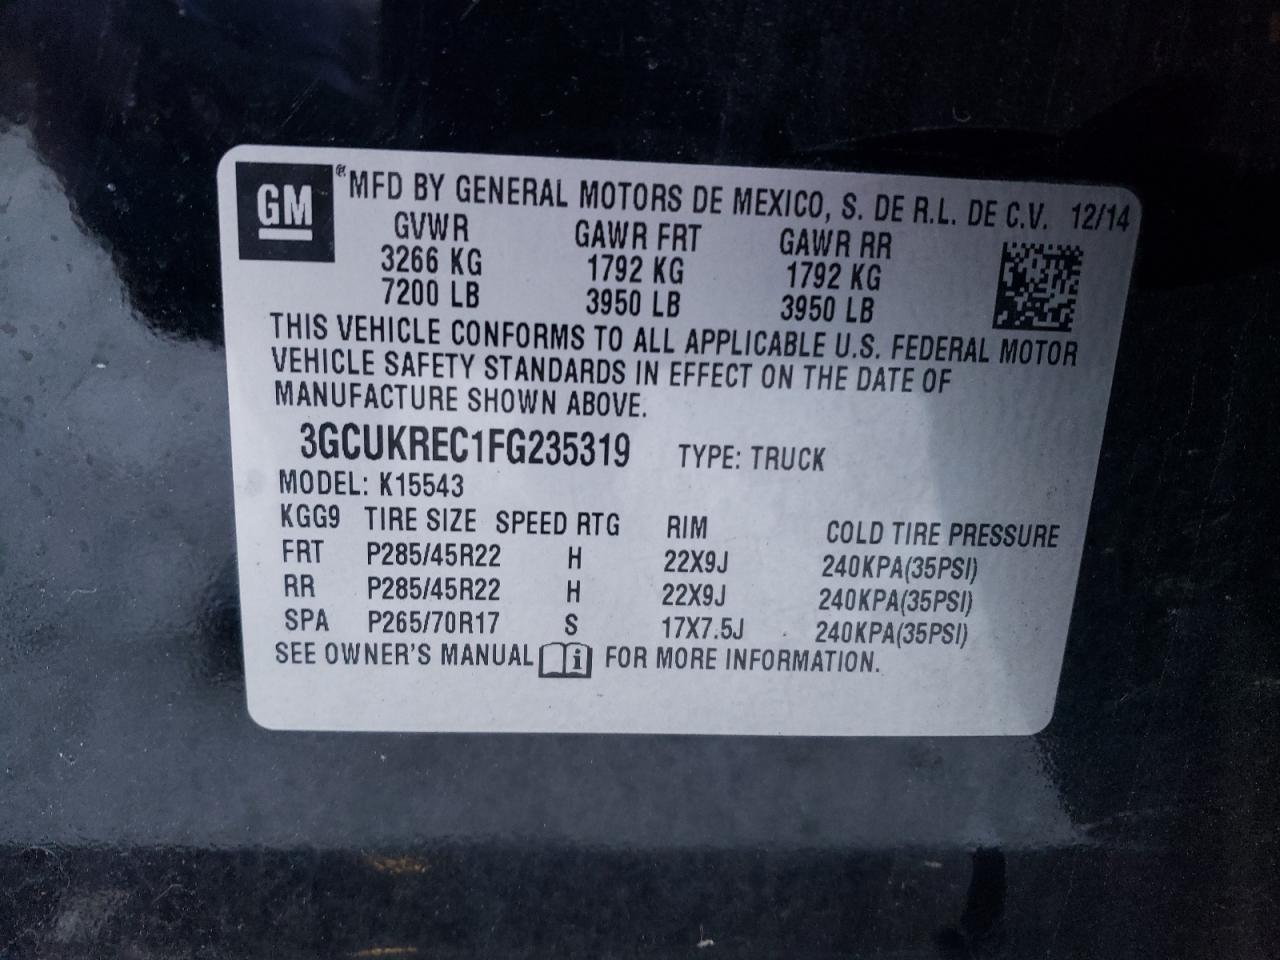 GM ® MFD BY GENERAL MOTORS DE MEXICO, S. DE R.L. DE C.V. 12/14
GVWR GAWR FRT GAWR RR
3266 KG 1792 KG 1792 KG
7200 LB 3950 LB 3950 LB
THIS VEHICLE CONFORMS TO ALL APPLICABLE U.S. FEDERAL MOTOR
VEHICLE SAFETY STANDARDS IN EFFECT ON THE DATE OF
MANUFACTURE SHOWN ABOVE.
3GCUKREC1FG235319 TYPE: TRUCK
MODEL: K15543
KGG9 TIRE SIZE SPEED RTG RIM COLD TIRE PRESSURE
FRT P285/45R22 H 22X9J 240KPA(35PSI)
RR P285/45R22 H 22X9J 240KPA(35PSI)
SPA P265/70R17 S 17X7.5J 240KPA(35PSI)
SEE OWNER'S MANUAL i FOR MORE INFORMATION.